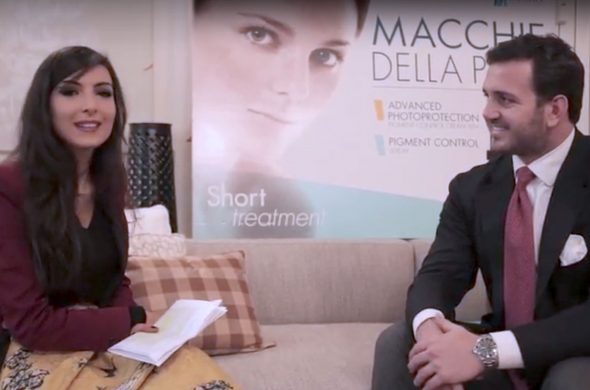 MACCHIE
DELLA P
ADVANCED
PHOTOPROTECTION
PIGMENT CONTROL
Short
treatment